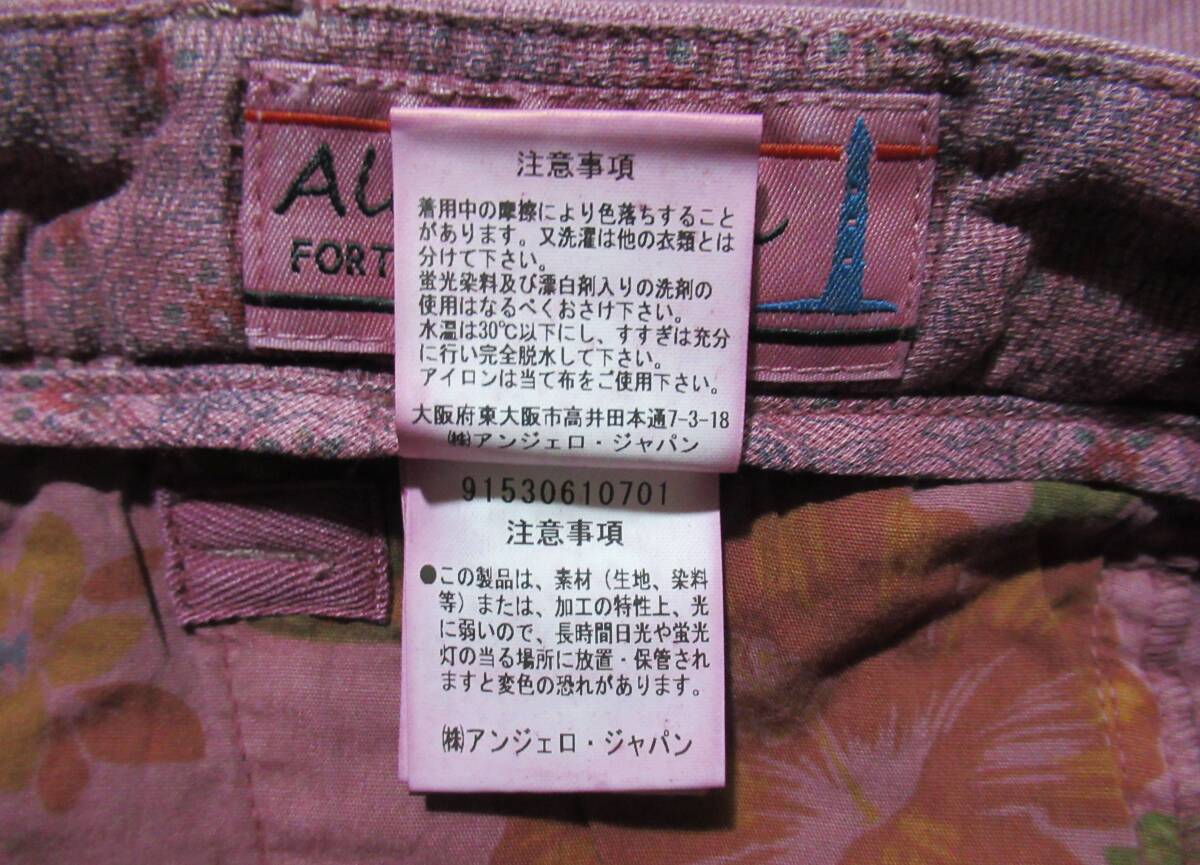 注意事項
着用中の摩擦により色落ちすること
があります。又洗濯は他の衣類とは
分けて下さい。
蛍光染料及び漂白剤入りの洗剤の
使用はなるべくおさけ下さい。
水温は30℃以下にし、すすぎは充分
に行い完全脱水して下さい。
アイロンは当て布をご使用下さい。
大阪府東大阪市高井田本通7-3-18
㈱アンジェロ・ジャパン
91530610701
注意事項
●この製品は、素材（生地、染料
等）または、加工の特性上、光
に弱いので、長時間日光や蛍光
灯の当る場所に放置・保管され
ますと変色の恐れがあります。
㈱アンジェロ・ジャパン